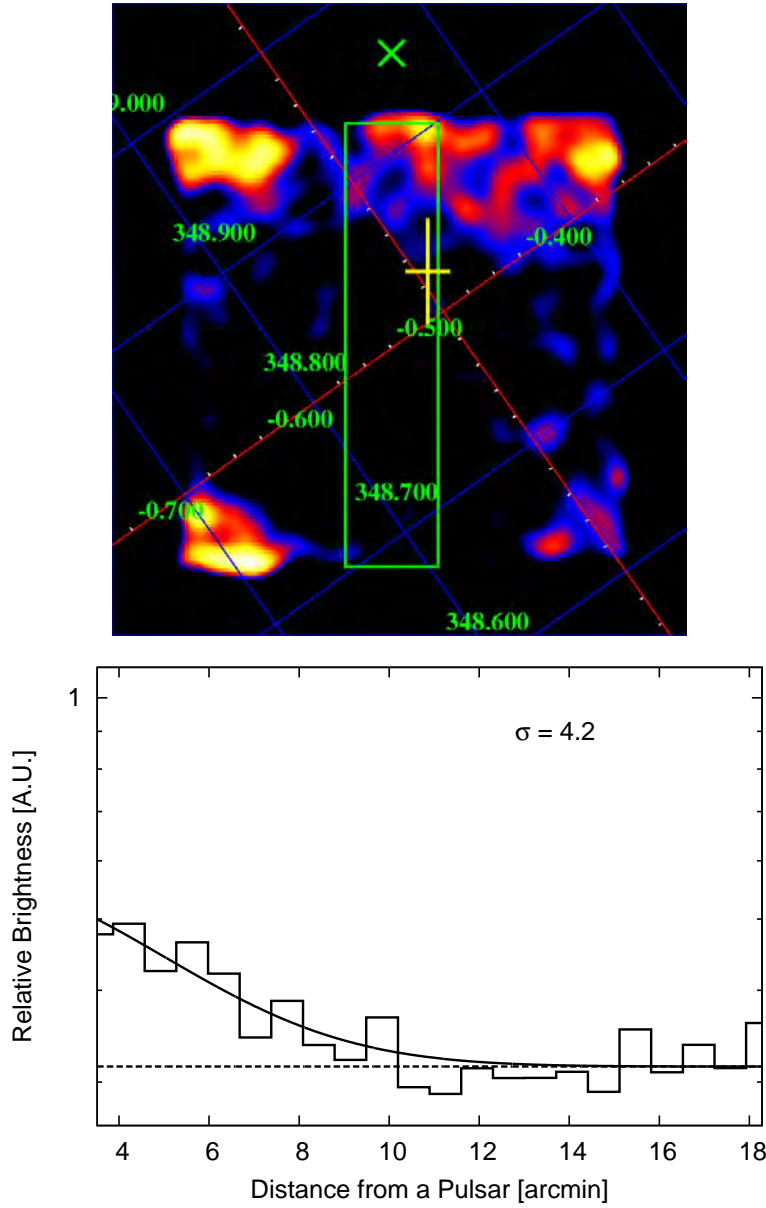 9.000
348.900
-0.400
-0.500
348.800
-0.600
348.700
-0.700
348.600
1
σ = 4.2
Relative Brightness [A.U.]
4 6 8 10 12 14 16 18
Distance from a Pulsar [arcmin]